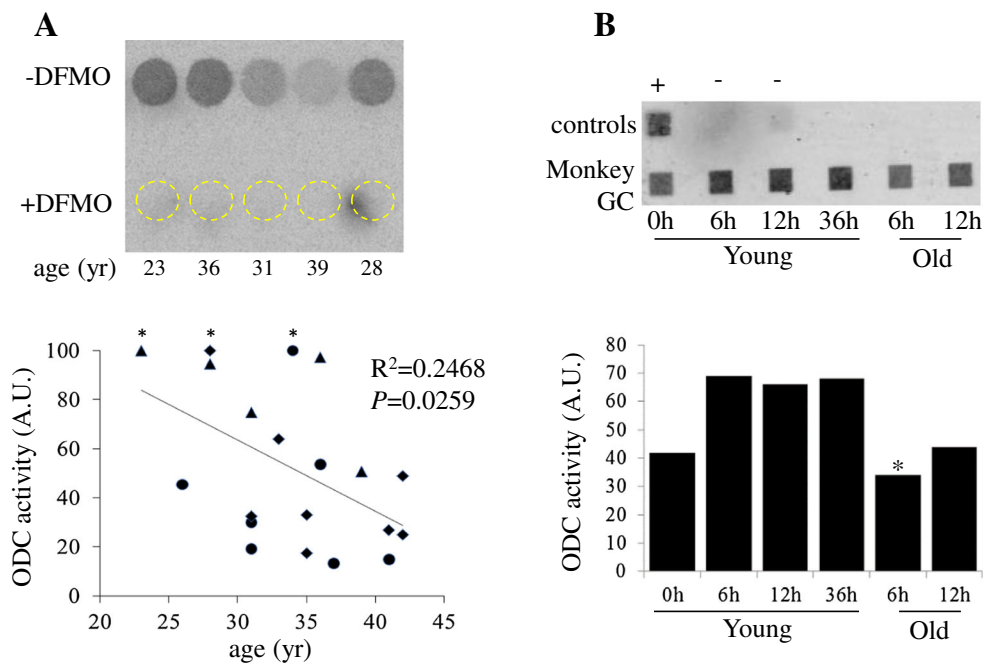 A
-DFMO
+DFMO
age (yr) 23 36 31 39 28
* * *
R²=0.2468
P=0.0259
ODC activity (A.U.)
100
80
60
40
20
0
20 25 30 35 40 45
age (yr)
B
+ - -
controls
Monkey
GC
0h 6h 12h 36h 6h 12h
Young Old
ODC activity (A.U.)
80
70
60
50
40
30
20
10
0
*
0h 6h 12h 36h 6h 12h
Young Old